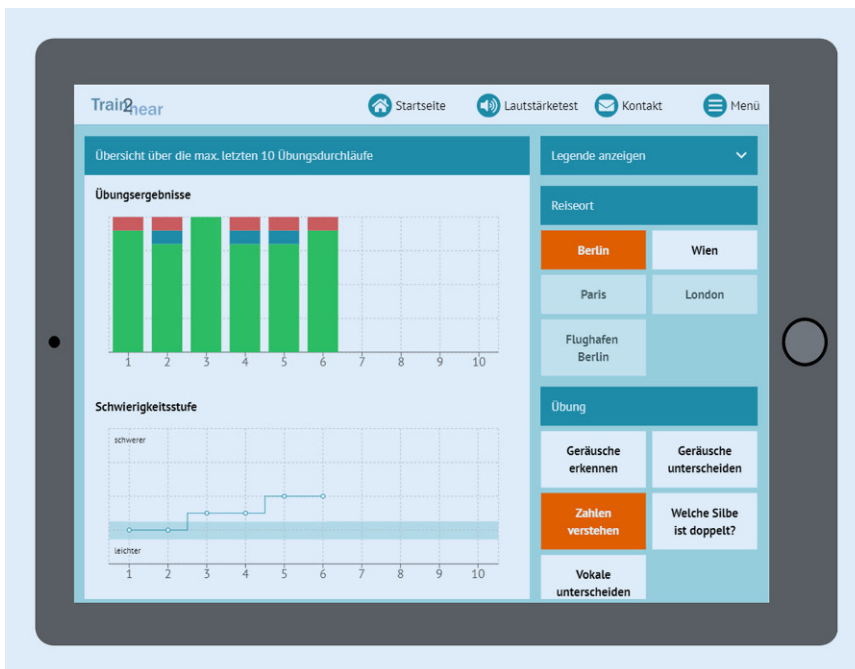 Train2hear
Startseite
Lautstärketest
Kontakt
Menü
Übersicht über die max. letzten 10 Übungsdurchläufe
Übungsergebnisse
1 2 3 4 5 6 7 8 9 10
Schwierigkeitsstufe
schwerer
leichter
1 2 3 4 5 6 7 8 9 10
Legende anzeigen
Reiseort
Berlin
Wien
Paris
London
Flughafen
Berlin
Übung
Geräusche
erkennen
Geräusche
unterscheiden
Zahlen
verstehen
Welche Silbe
ist doppelt?
Vokale
unterscheiden